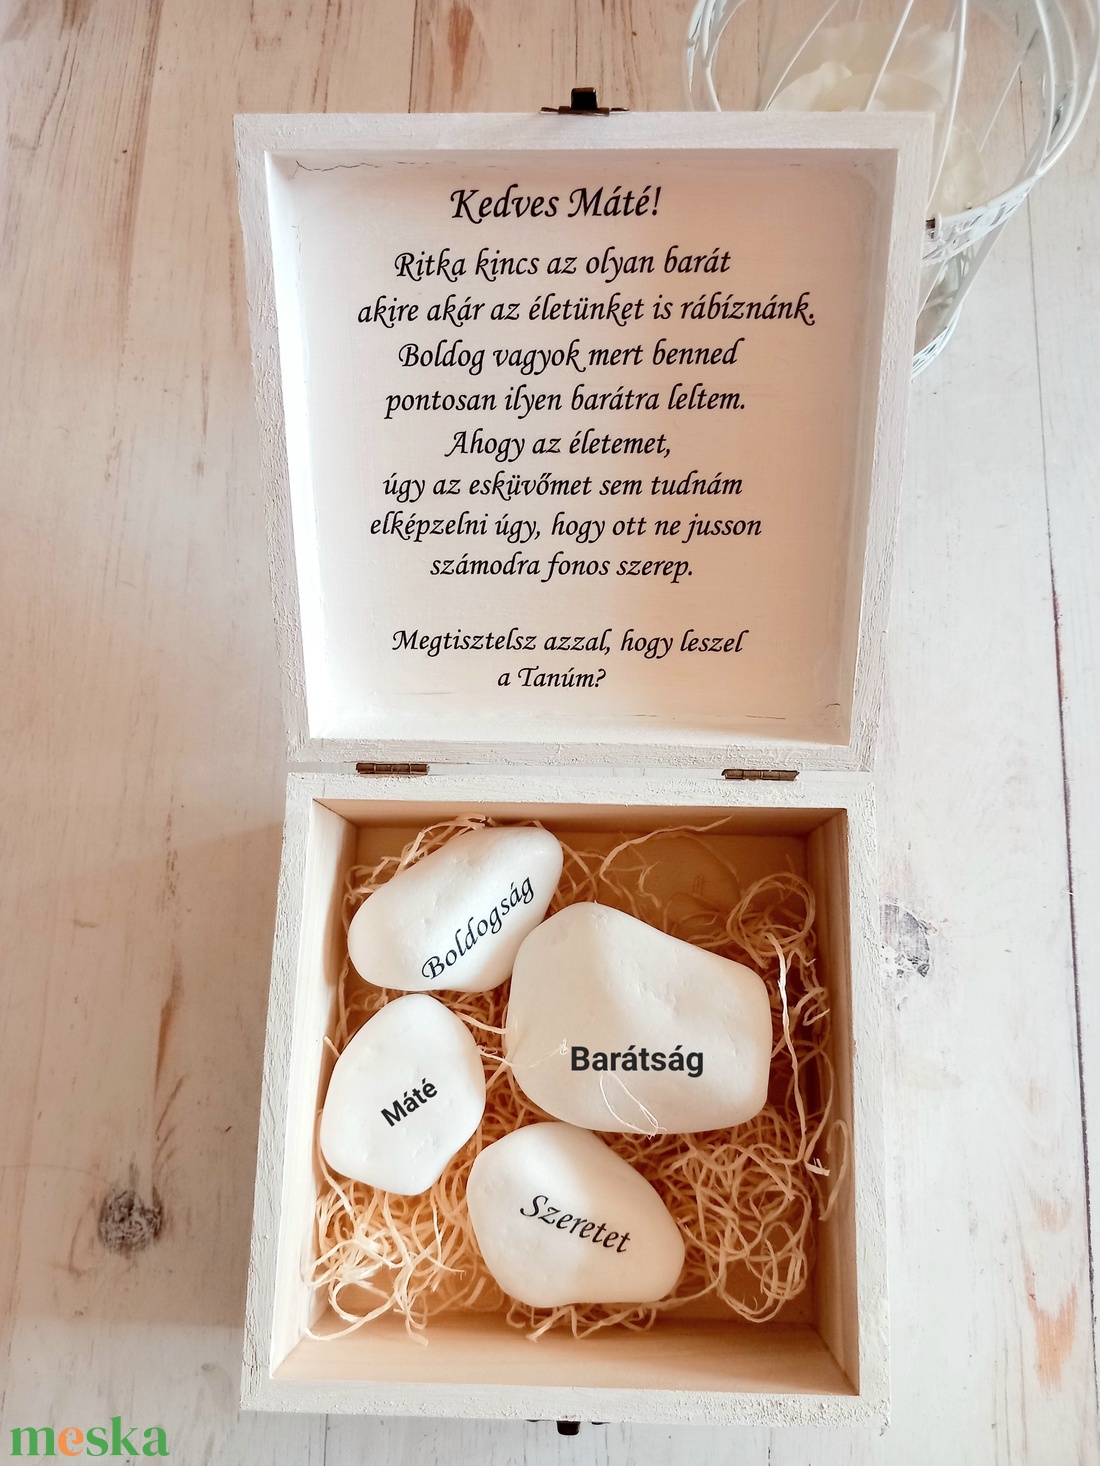 Kedves Máté!
Ritka kincs az olyan barát
akire akár az életünket is rábíznánk.
Boldog vagyok mert benned
pontosan ilyen barátra leltem.
Ahogy az életemet,
úgy az esküvőmet sem tudnám
elképzelni úgy, hogy ott ne jusson
számodra fonos szerep.
Megtisztelsz azzal, hogy leszel
a Tanúm?
Boldogság
Barátság
Máté
Szeretet
meska